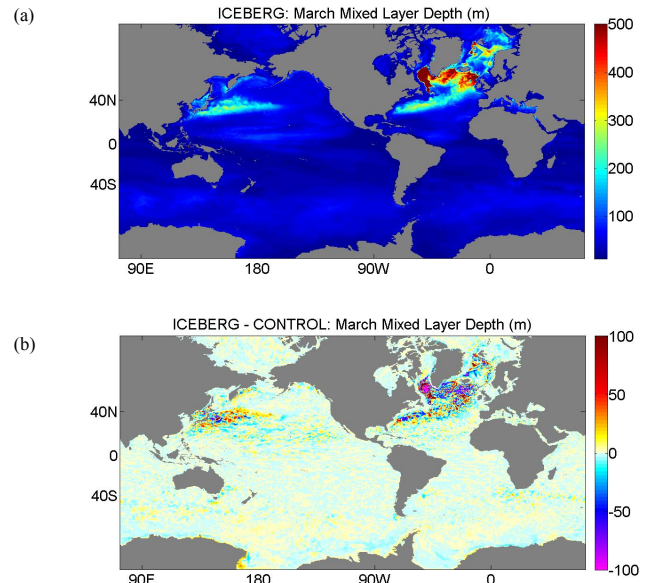 (a)
ICEBERG: March Mixed Layer Depth (m)
500
400
300
200
100
40N
0
40S
90E 180 90W 0
(b)
ICEBERG - CONTROL: March Mixed Layer Depth (m)
100
50
0
-50
-100
40N
0
40S
90E 180 90W 0